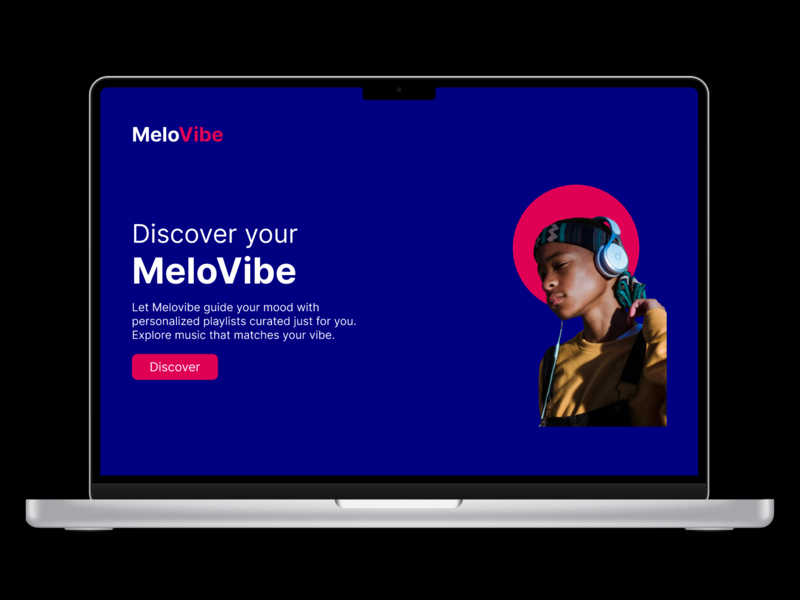 MeloVibe
Discover your
MeloVibe
Let Melovibe guide your mood with
personalized playlists curated just for you.
Explore music that matches your vibe.
Discover